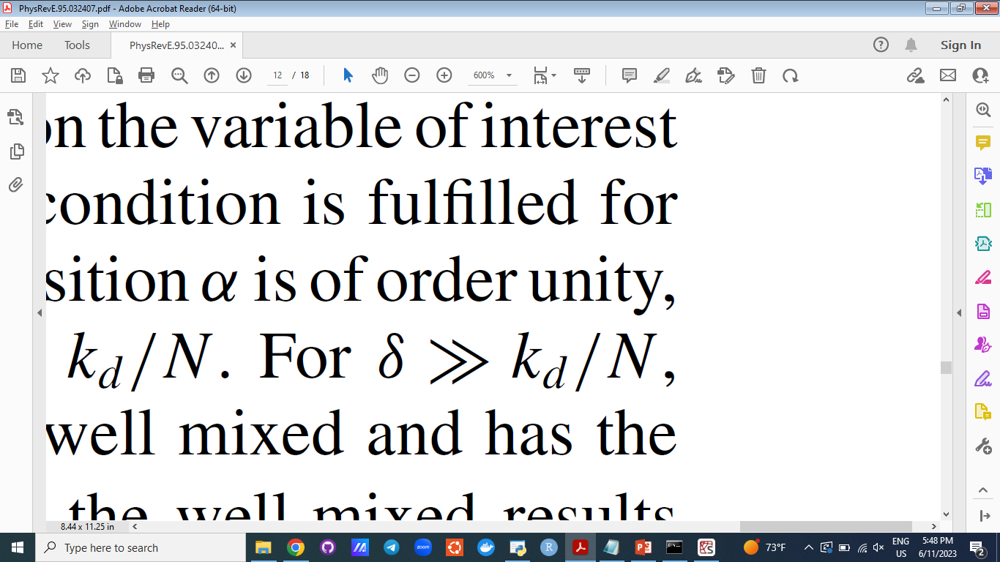 PhysRevE.95.032407.pdf - Adobe Acrobat Reader (64-bit)
File Edit View Sign Window Help
Home Tools PhysRevE.95.03240... × Sign In
12 / 18 600%
on the variable of interest
condition is fulfilled for
sition α is of order unity,
k_d/N. For δ ≫ k_d/N,
well mixed and has the
the well mixed results
8.44 x 11.25 in
Type here to search
zoom
R
73°F
ENG 5:48 PM
US 6/11/2023
2